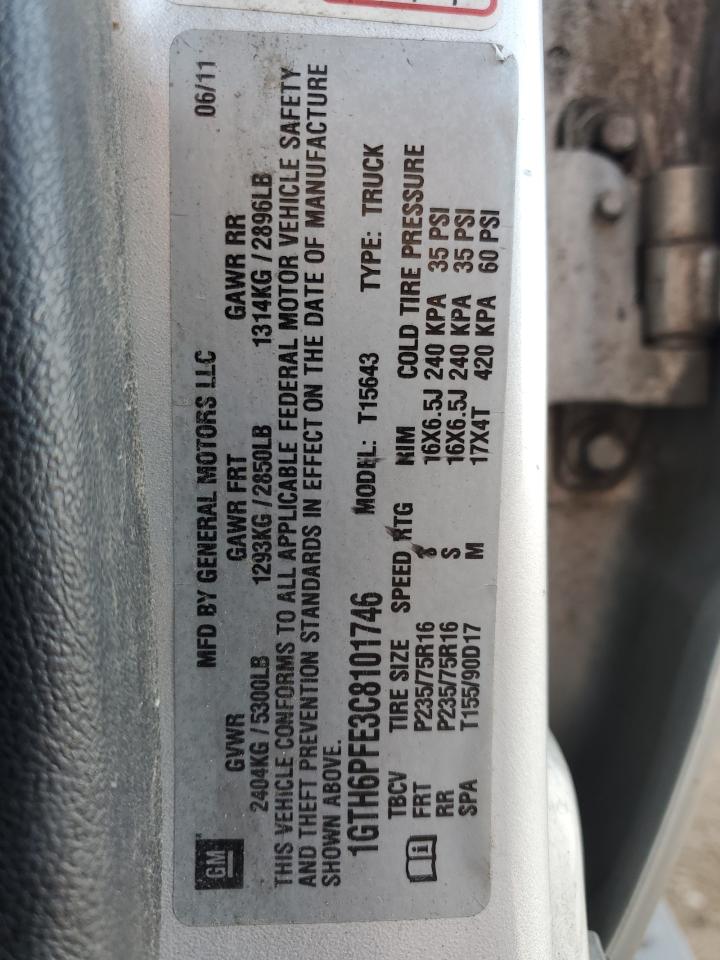 MFD BY GENERAL MOTORS LLC 06/11
GM
GVWR GAWR FRT GAWR RR
2404KG / 5300LB 1293KG / 2850LB 1314KG / 2896LB
THIS VEHICLE CONFORMS TO ALL APPLICABLE FEDERAL MOTOR VEHICLE SAFETY
AND THEFT PREVENTION STANDARDS IN EFFECT ON THE DATE OF MANUFACTURE
SHOWN ABOVE.
1GTH6PFE3C8101746 MODEL: T15643 TYPE: TRUCK
TBCV TIRE SIZE SPEED RTG RIM COLD TIRE PRESSURE
FRT P235/75R16 S 16X6.5J 240 KPA 35 PSI
RR P235/75R16 S 16X6.5J 240 KPA 35 PSI
SPA T155/90D17 M 17X4T 420 KPA 60 PSI